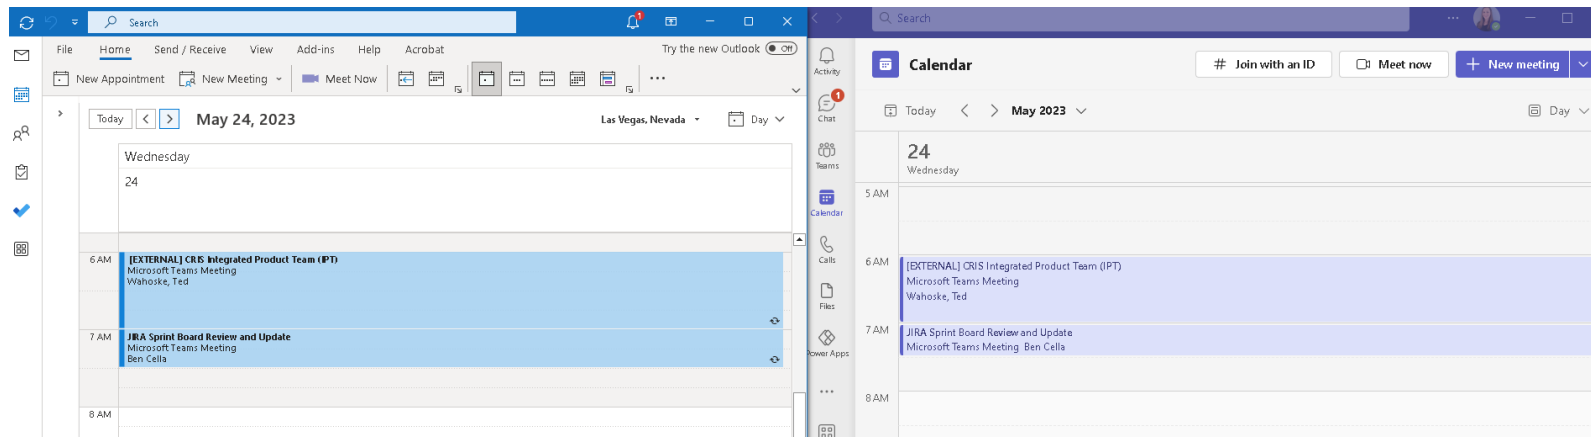 Search
1
File Home Send / Receive View Add-ins Help Acrobat
Try the new Outlook Off
New Appointment New Meeting Meet Now ...
Today May 24, 2023
Las Vegas, Nevada Day
Wednesday
24
6 AM
[EXTERNAL] CRIS Integrated Product Team (IPT)
Microsoft Teams Meeting
Wahoske, Ted
7 AM
JIRA Sprint Board Review and Update
Microsoft Teams Meeting
Ben Cella
8 AM
Search
Activity
1
Chat
Teams
Calendar
Calls
Files
Power Apps
Calendar
# Join with an ID
Meet now
+ New meeting
Today May 2023 Day
24
Wednesday
5 AM
6 AM
[EXTERNAL] CRIS Integrated Product Team (IPT)
Microsoft Teams Meeting
Wahoske, Ted
7 AM
JIRA Sprint Board Review and Update
Microsoft Teams Meeting Ben Cella
8 AM